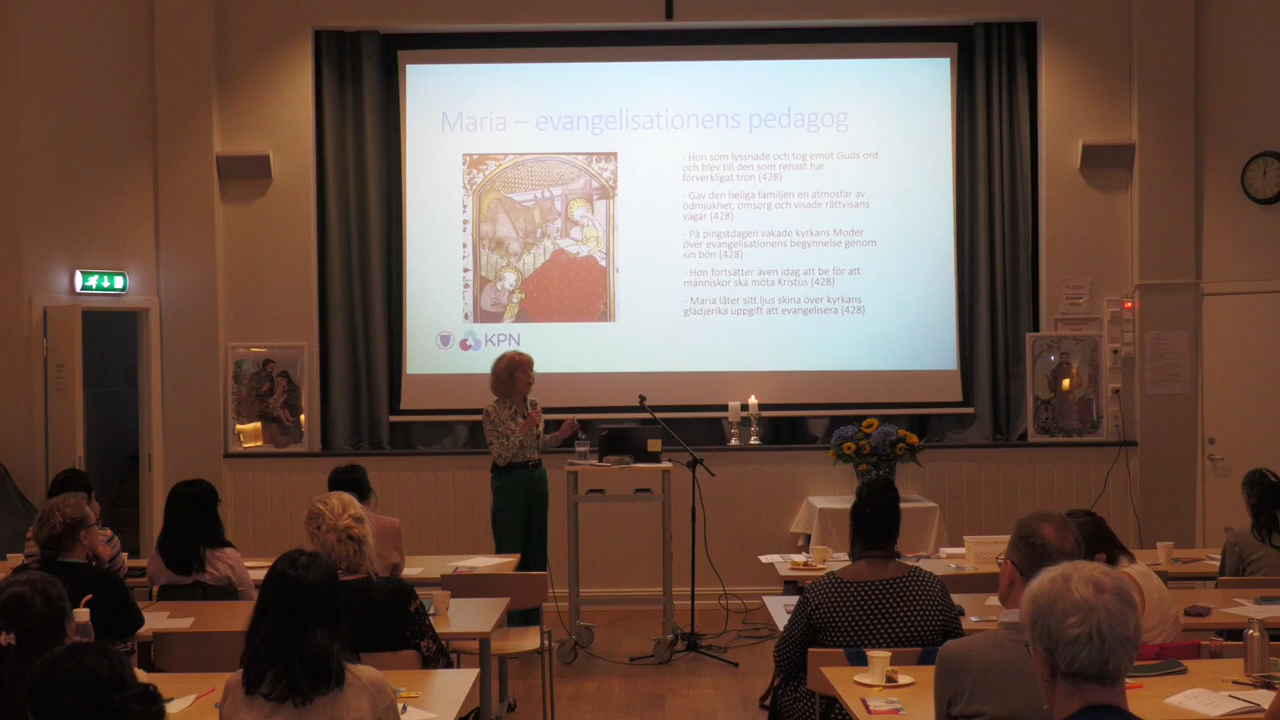 Maria – evangelisationens pedagog
- Hon som lyssnade och tog emot Guds ord
och blev till den som renast har
förverkligat tron (428)
- Gav den heliga familjen en atmosfär av
ödmjukhet, omsorg och visade rättvisans
vägar (428)
- På pingstdagen vakade kyrkans Moder
över evangelisationens begynnelse genom
sin bön (428)
- Hon fortsätter även idag att be för att
människor ska möta Kristus (428)
- Maria låter sitt ljus skina över kyrkans
glädjerika uppgift att evangelisera (428)
KPN